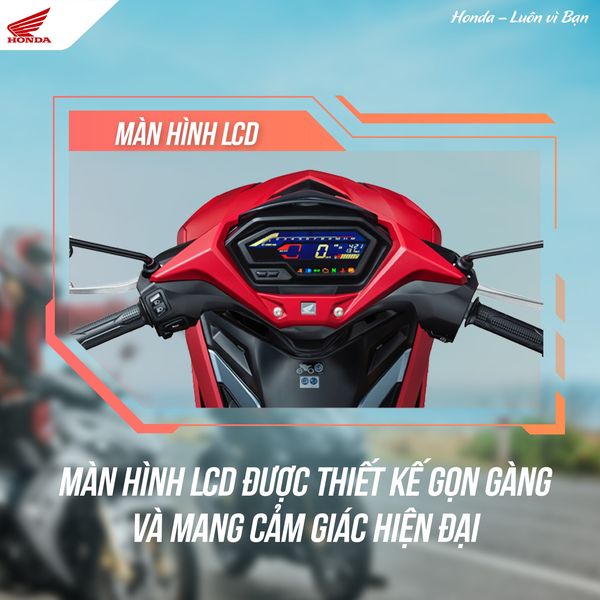 HONDA
Honda – Luôn vì Bạn
MÀN HÌNH LCD
MÀN HÌNH LCD ĐƯỢC THIẾT KẾ GỌN GÀNG
VÀ MANG CẢM GIÁC HIỆN ĐẠI